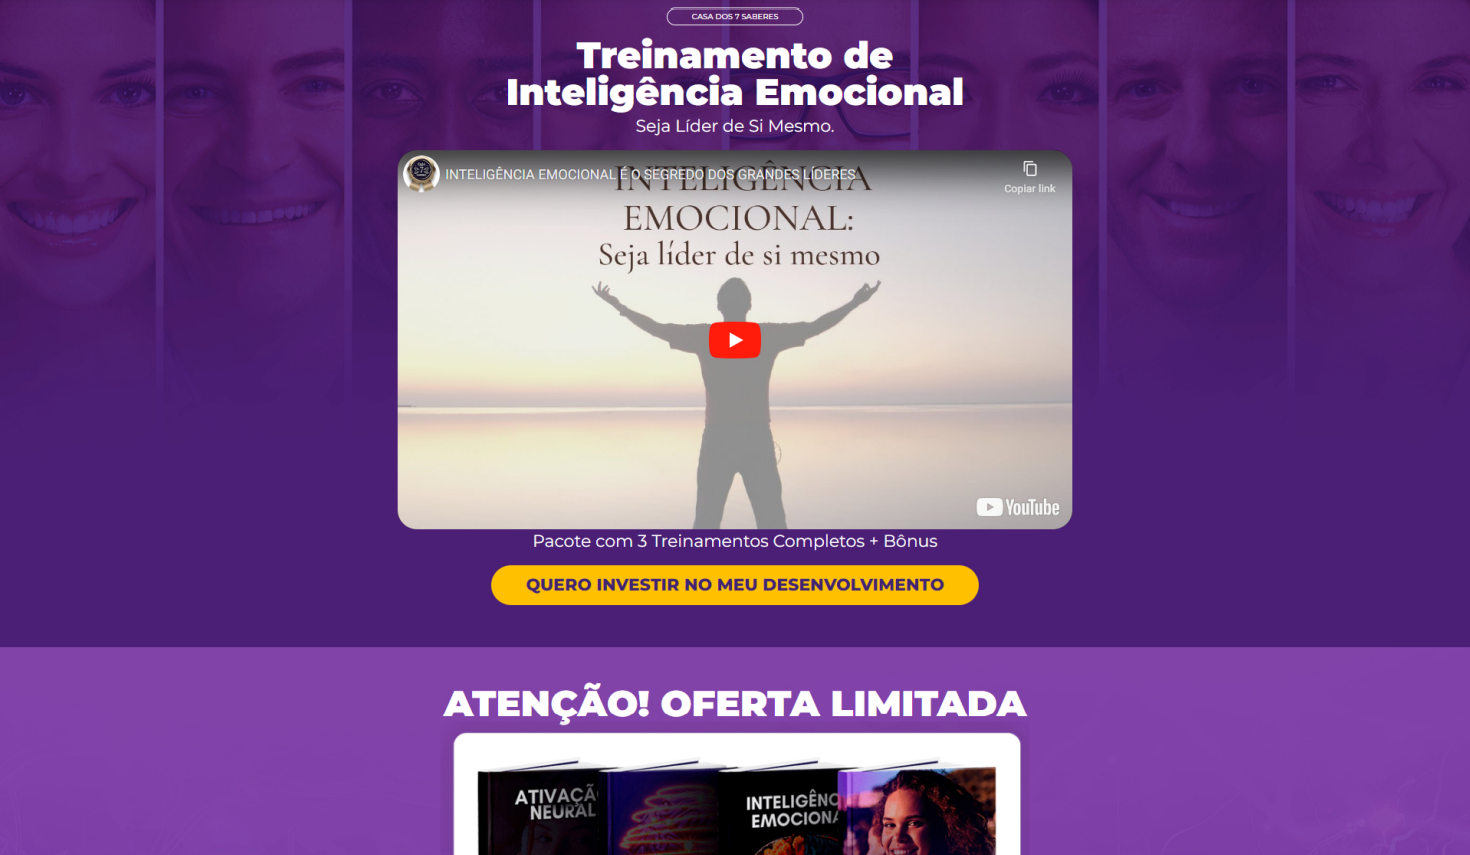 CASA DOS 7 SABERES
Treinamento de
Inteligência Emocional
Seja Líder de Si Mesmo.
INTELIGÊNCIA EMOCIONAL É O SEGREDO DOS GRANDES LÍDERES
Copiar link
INTELIGÊNCIA
EMOCIONAL:
Seja líder de si mesmo
YouTube
Pacote com 3 Treinamentos Completos + Bônus
QUERO INVESTIR NO MEU DESENVOLVIMENTO
ATENÇÃO! OFERTA LIMITADA
ATIVAÇÃ
NEURAL
INTELIGÊNC
EMOCIONA